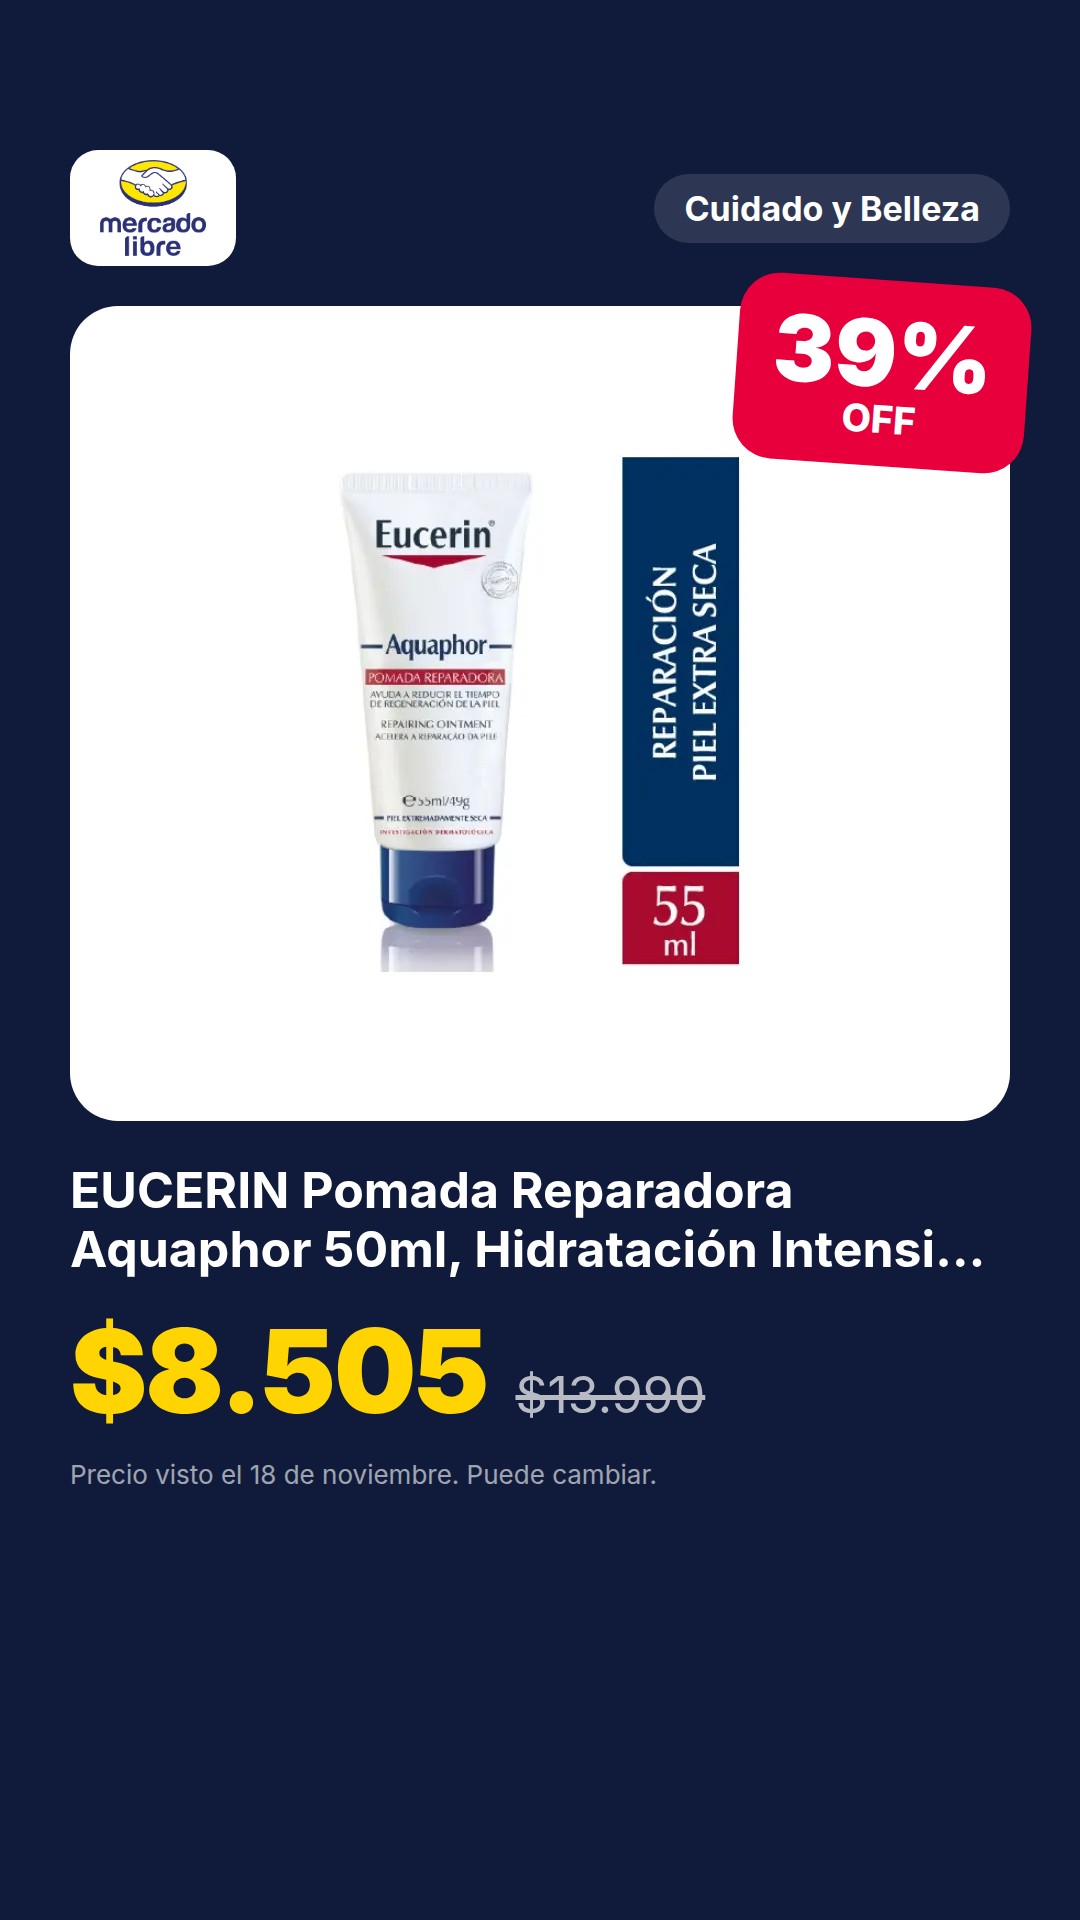 mercado
libre
Cuidado y Belleza
39%
OFF
Eucerin®
Aquaphor
POMADA REPARADORA
AYUDA A REDUCIR EL TIEMPO
DE REGENERACIÓN DE LA PIEL
REPAIRING OINTMENT
ACELERA A REPARAÇÃO DA PELE
℮55ml/49g
PIEL EXTREMADAMENTE SECA
INVESTIGACIÓN DERMATOLÓGICA
REPARACIÓN
PIEL EXTRA SECA
55
ml
EUCERIN Pomada Reparadora
Aquaphor 50ml, Hidratación Intensi...
$8.505 $13.990
Precio visto el 18 de noviembre. Puede cambiar.